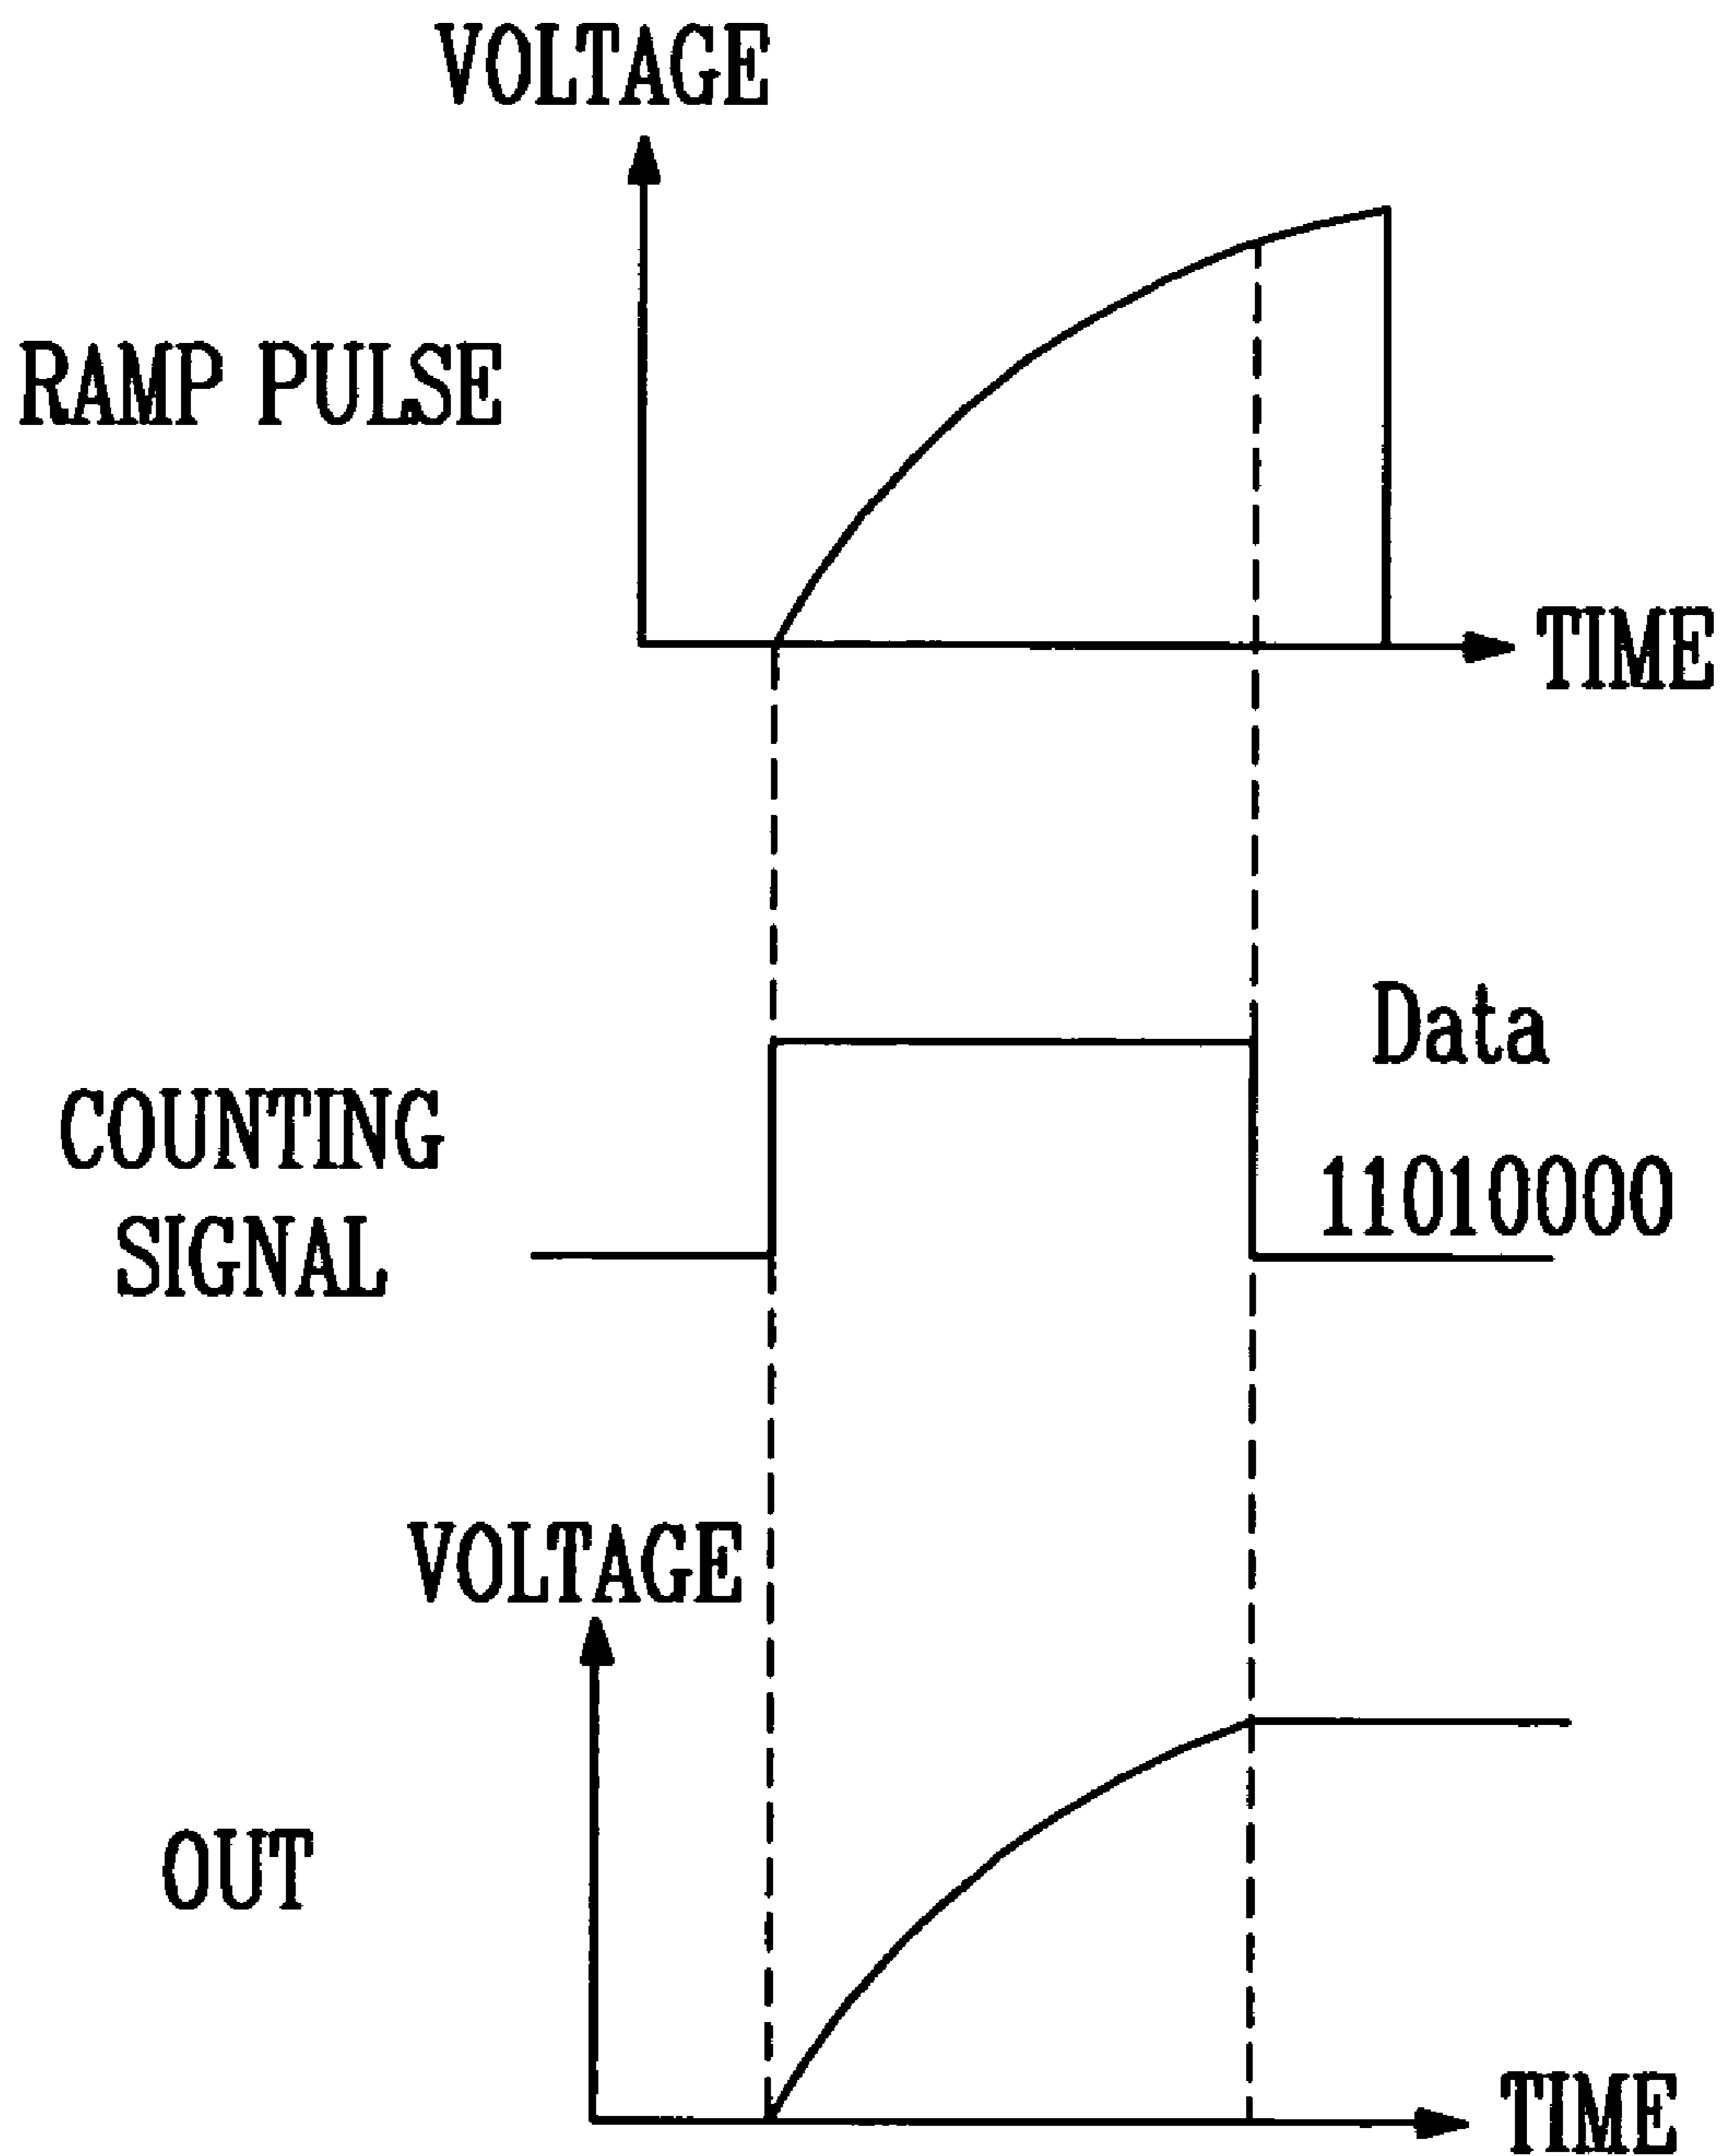 VOLTAGE
RAMP PULSE
TIME
Data
COUNTING
SIGNAL
11010000
VOLTAGE
OUT
TIME